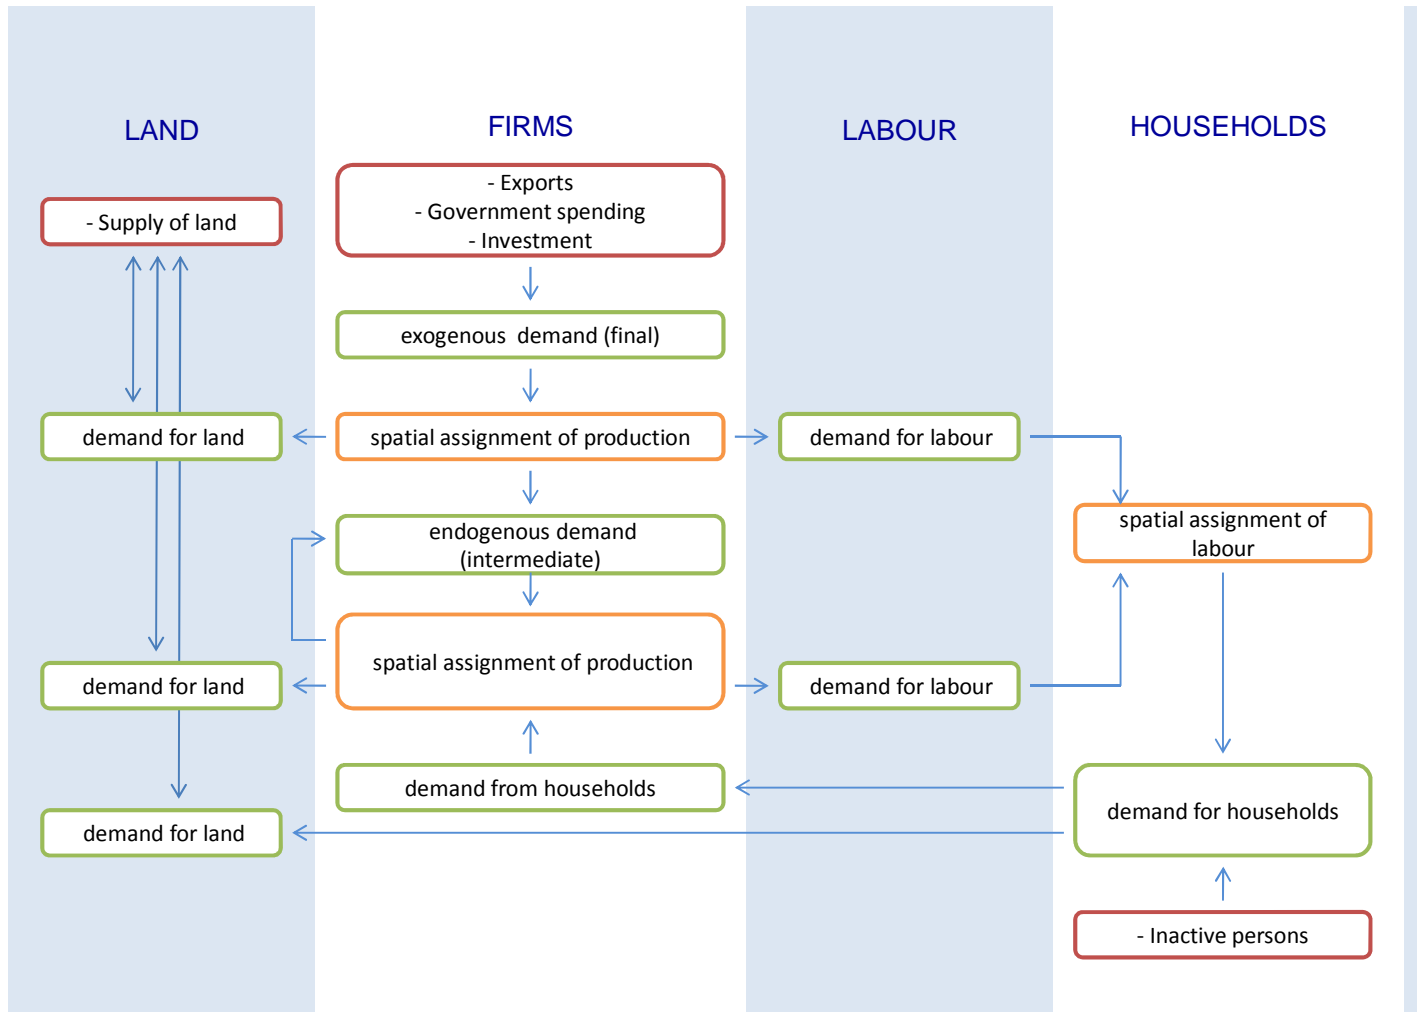 LAND
FIRMS
LABOUR
HOUSEHOLDS
- Supply of land
- Exports
- Government spending
- Investment
exogenous demand (final)
demand for land
spatial assignment of production
demand for labour
endogenous demand
(intermediate)
spatial assignment of
labour
demand for land
spatial assignment of production
demand for labour
demand from households
demand for land
demand for households
- Inactive persons